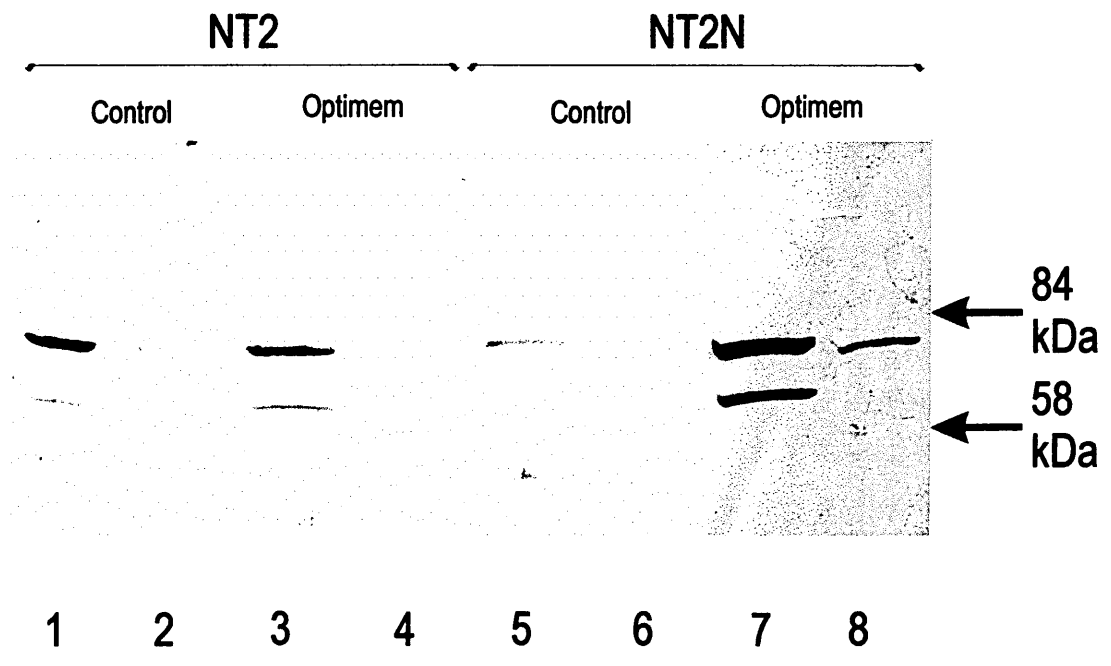 NT2 NT2N
Control Optimem Control Optimem
84
kDa
58
kDa
1 2 3 4 5 6 7 8